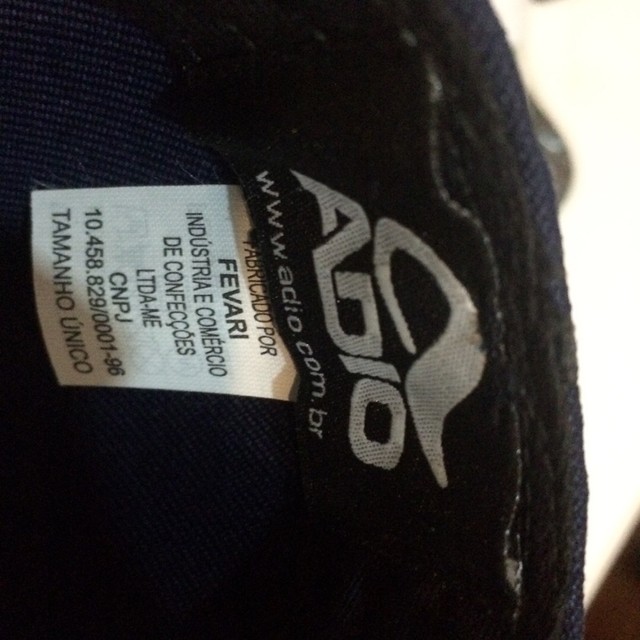 ADIO
www.adio.com.br
FABRICADO POR
FEVARI
INDÚSTRIA E COMÉRCIO
DE CONFECÇÕES
LTDA-ME
CNPJ
10.458.829/0001-96
TAMANHO ÚNICO